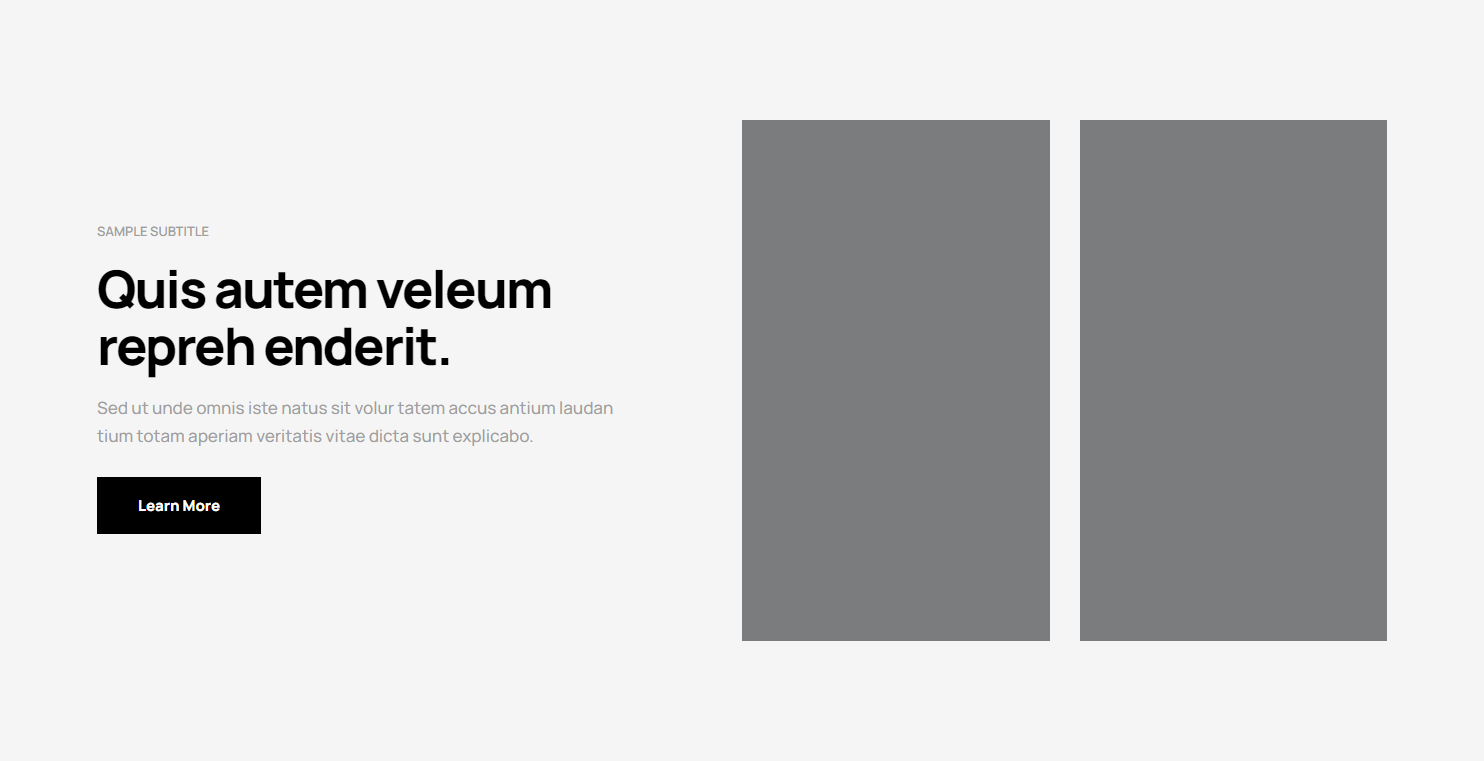 SAMPLE SUBTITLE
Quis autem veleum
repreh enderit.
Sed ut unde omnis iste natus sit volur tatem accus antium laudan
tium totam aperiam veritatis vitae dicta sunt explicabo.
Learn More